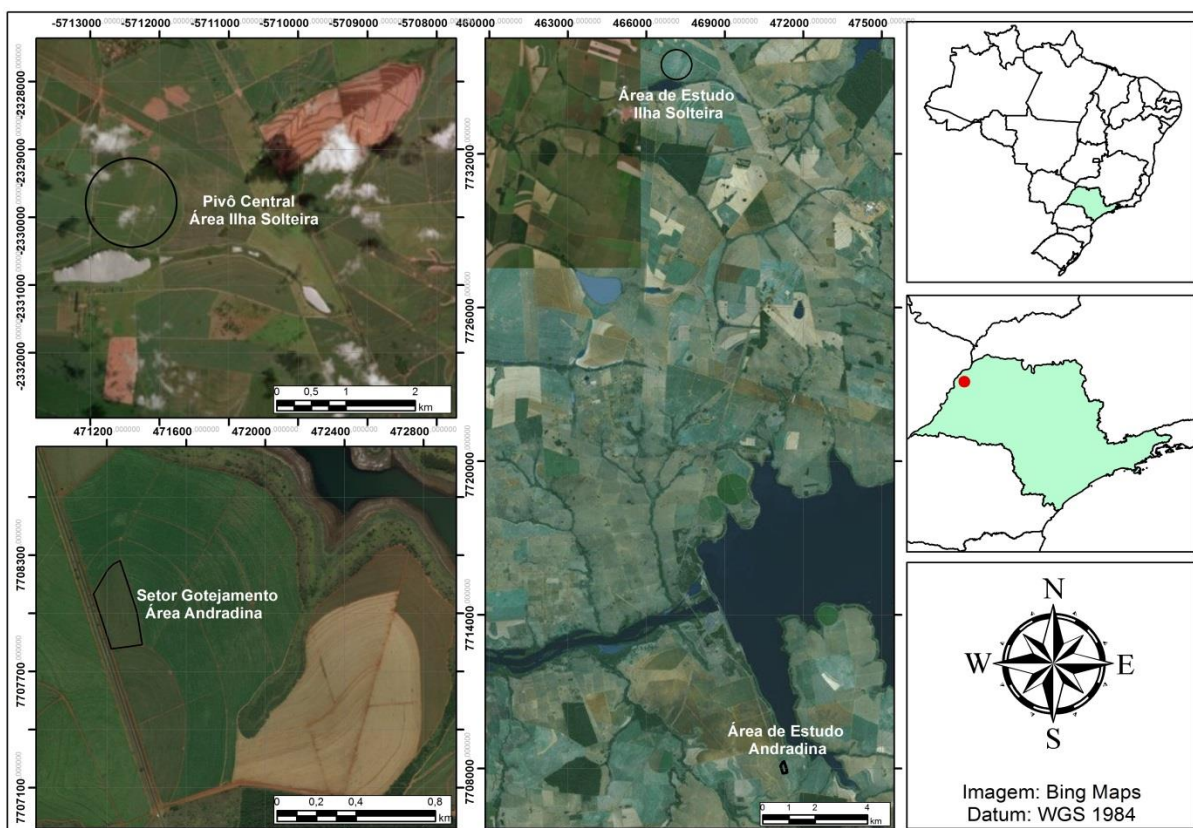 -5713000 -5712000 -5711000 -5710000 -5709000 -5708000
-2328000
-2329000
-2330000
-2331000
-2332000
Pivô Central
Área Ilha Solteira
0 0,5 1 2
km
471200 471600 472000 472400 472800
7708300
7707700
7707100
Setor Gotejamento
Área Andradina
0 0,2 0,4 0,8
km
460000 463000 466000 469000 472000 475000
7732000
7726000
7720000
7714000
7708000
Área de Estudo
Ilha Solteira
Área de Estudo
Andradina
0 1 2 4
km
N
W E
S
Imagem: Bing Maps
Datum: WGS 1984